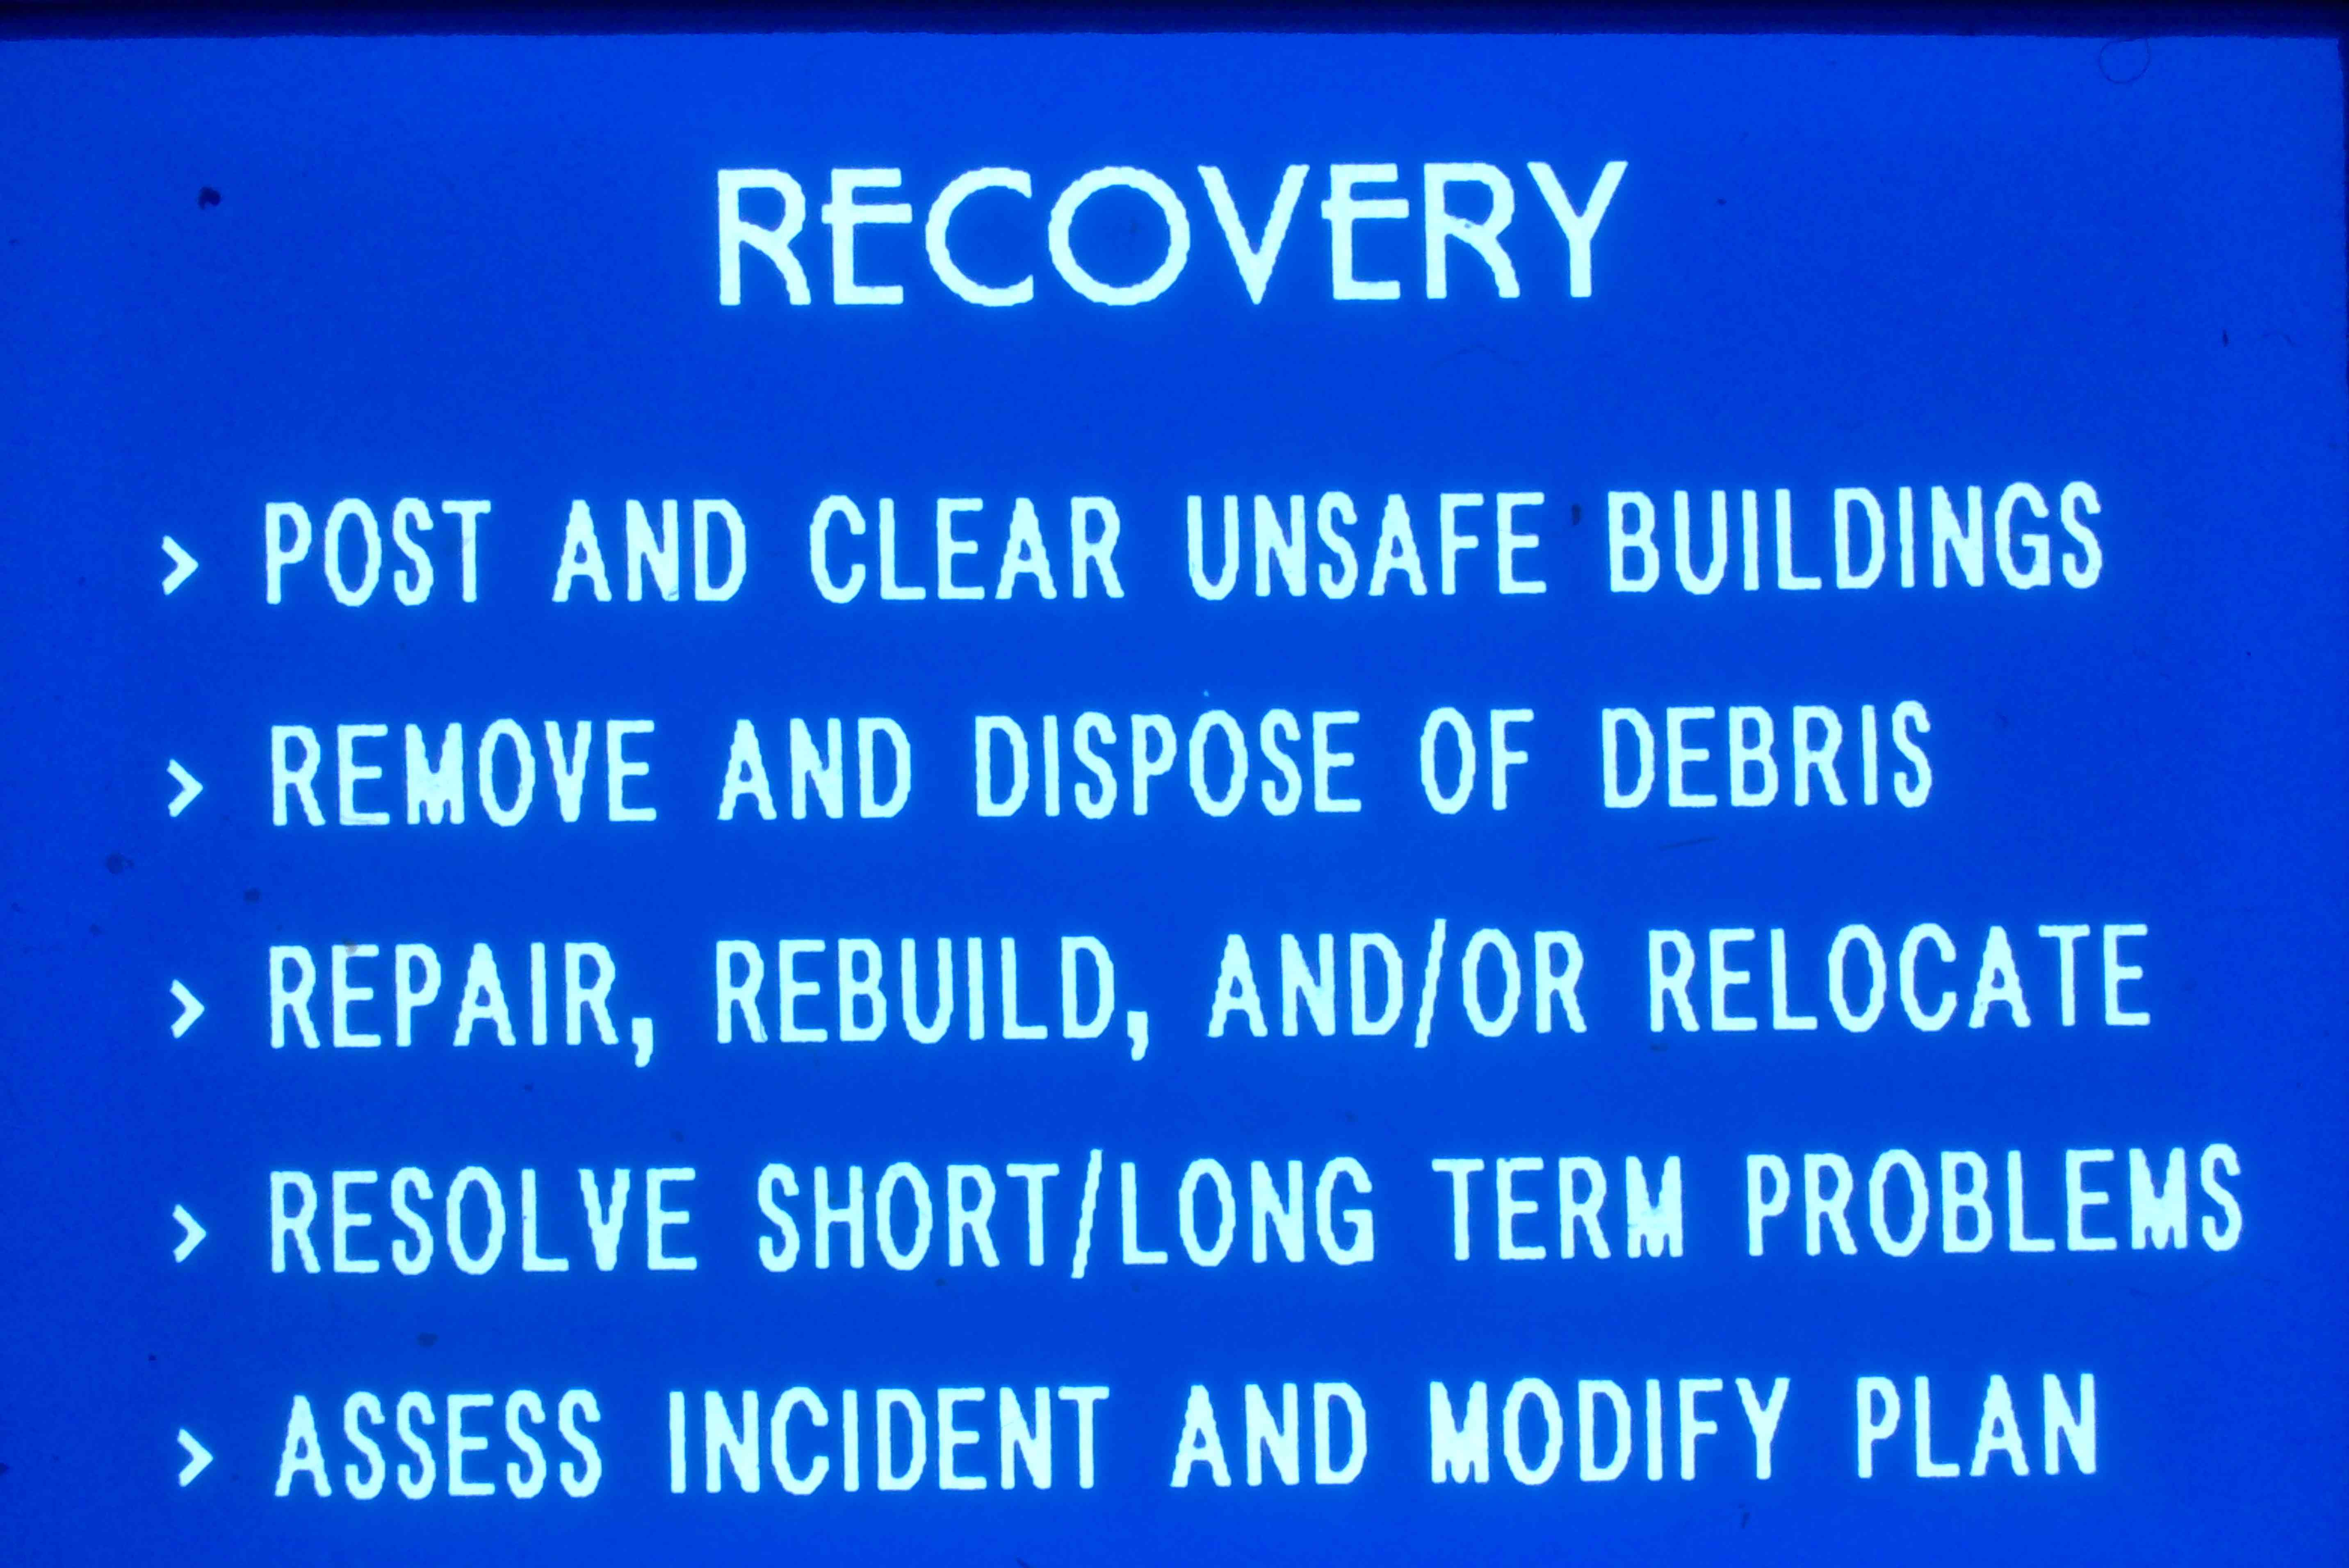 RECOVERY
> POST AND CLEAR UNSAFE BUILDINGS
> REMOVE AND DISPOSE OF DEBRIS
> REPAIR, REBUILD, AND/OR RELOCATE
> RESOLVE SHORT/LONG TERM PROBLEMS
> ASSESS INCIDENT AND MODIFY PLAN